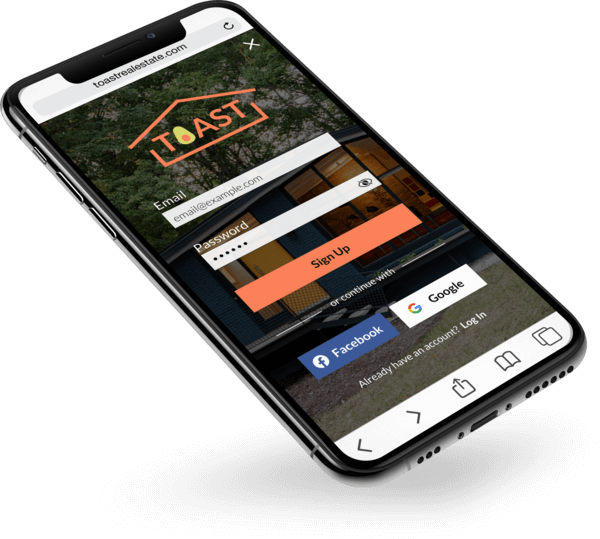 toastrealestate.com
TOAST
Email
email@example.com
Password
••••••
Sign Up
or continue with
Facebook
Google
Already have an account? Log In